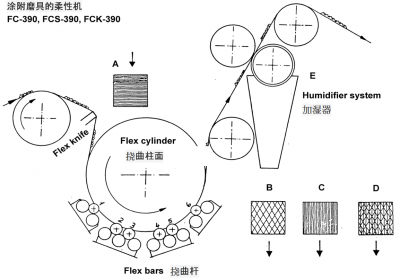 涂附磨具的柔性机
FC-390, FCS-390, FCK-390
A
E
Humidifier system
加湿器
Flex knife
Flex cylinder
挠曲柱面
B
C
D
1
2
3
4
5
6
Flex bars 挠曲杆